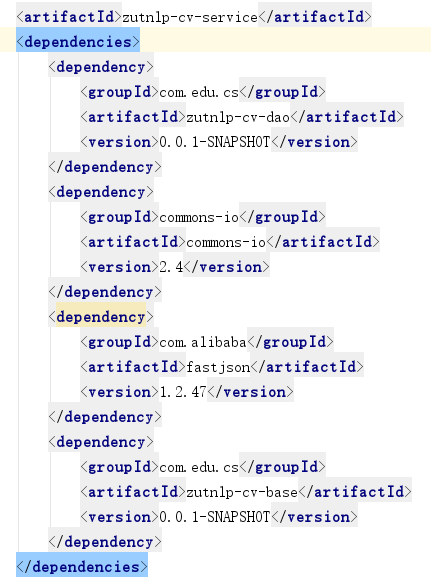 <artifactId>zutnlp-cv-service</artifactId>
<dependencies>
<dependency>
<groupId>com.edu.cs</groupId>
<artifactId>zutnlp-cv-dao</artifactId>
<version>0.0.1-SNAPSHOT</version>
</dependency>
<dependency>
<groupId>commons-io</groupId>
<artifactId>commons-io</artifactId>
<version>2.4</version>
</dependency>
<dependency>
<groupId>com.alibaba</groupId>
<artifactId>fastjson</artifactId>
<version>1.2.47</version>
</dependency>
<dependency>
<groupId>com.edu.cs</groupId>
<artifactId>zutnlp-cv-base</artifactId>
<version>0.0.1-SNAPSHOT</version>
</dependency>
</dependencies>